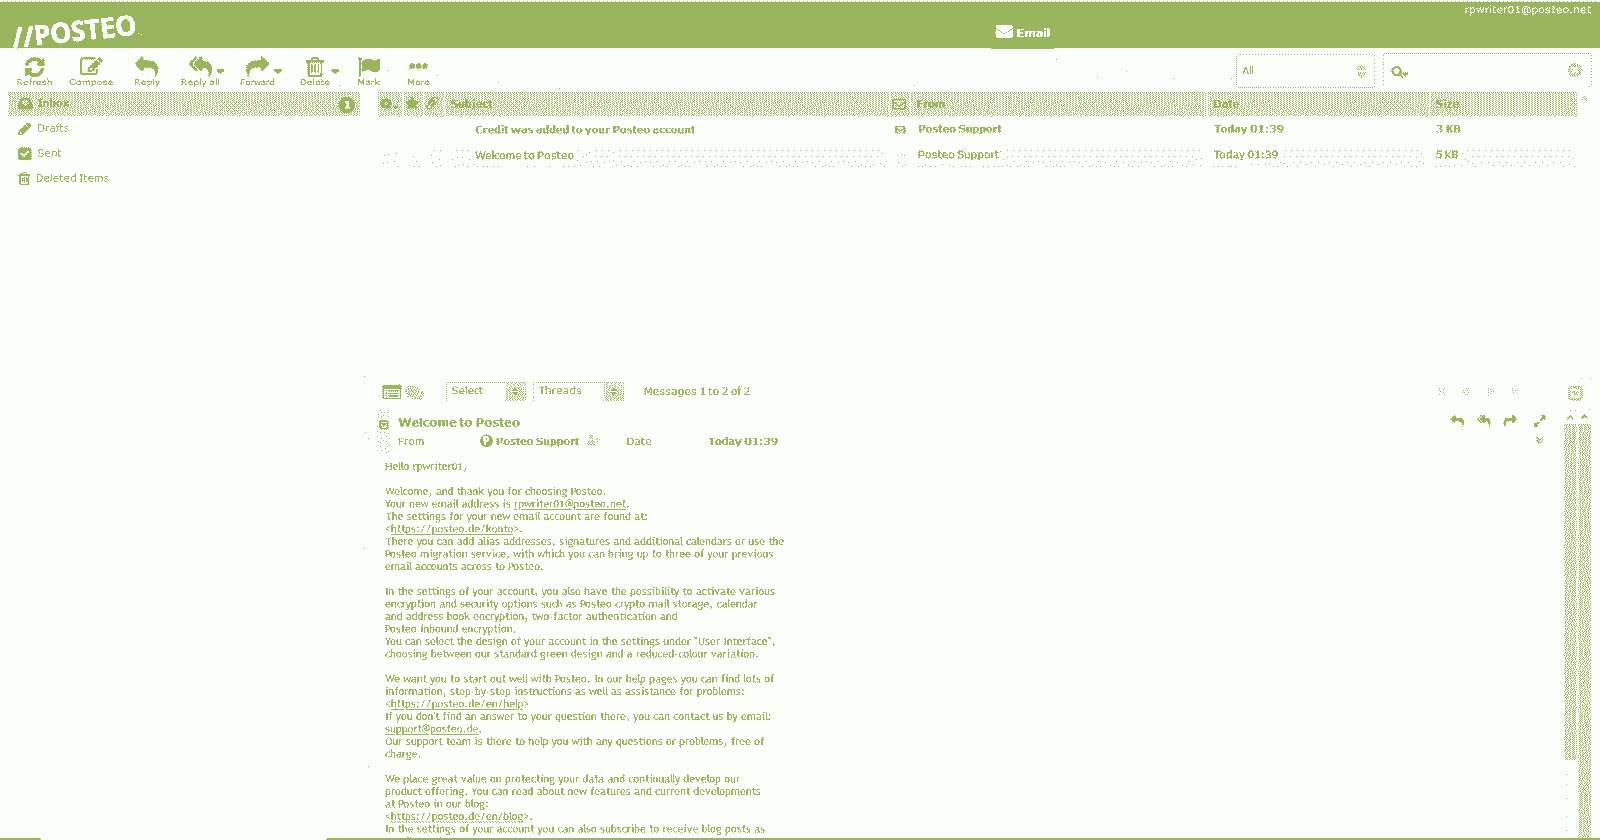 rpwriter01@posteo.net
//POSTEO
Email
Refresh Compose Reply Reply all Forward Delete Mark More
All
Inbox 1
Drafts
Sent
Deleted Items
Subject From Date Size
Credit was added to your Posteo account Posteo Support Today 01:39 3 KB
Welcome to Posteo Posteo Support Today 01:39 5 KB
Select Threads Messages 1 to 2 of 2
Welcome to Posteo
From Posteo Support Date Today 01:39
Hello rpwriter01,
Welcome, and thank you for choosing Posteo.
Your new email address is rpwriter01@posteo.net.
The settings for your new email account are found at:
<https://posteo.de/konto>.
There you can add alias addresses, signatures and additional calendars or use the
Posteo migration service, with which you can bring up to three of your previous
email accounts across to Posteo.
In the settings of your account, you also have the possibility to activate various
encryption and security options such as Posteo crypto mail storage, calendar
and address book encryption, two-factor authentication and
Posteo inbound encryption.
You can select the design of your account in the settings under "User Interface",
choosing between our standard green design and a reduced-colour variation.
We want you to start out well with Posteo. In our help pages you can find lots of
information, step-by-step instructions as well as assistance for problems:
<https://posteo.de/en/help>
If you don't find an answer to your question there, you can contact us by email:
support@posteo.de.
Our support team is there to help you with any questions or problems, free of
charge.
We place great value on protecting your data and continually develop our
product offering. You can read about new features and current developments
at Posteo in our blog:
<https://posteo.de/en/blog>.
In the settings of your account you can also subscribe to receive blog posts as